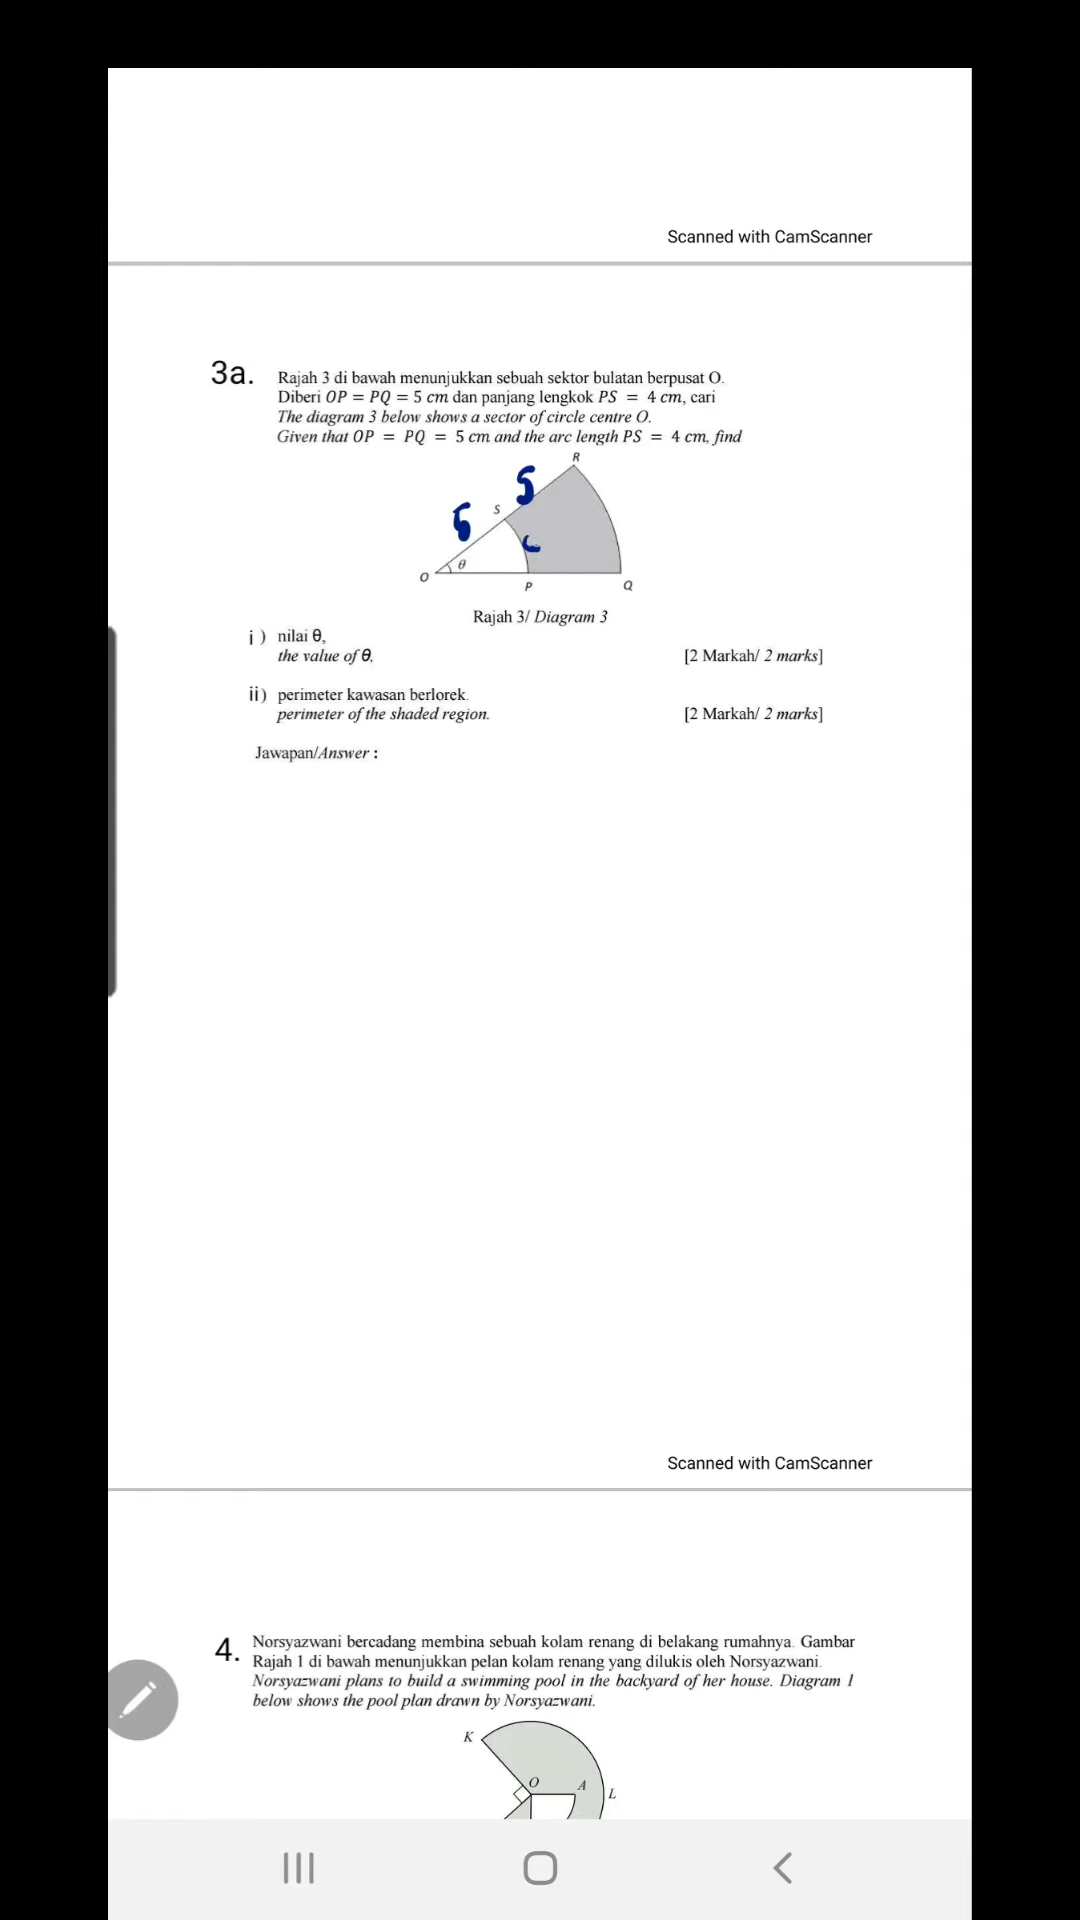 Scanned with CamScanner
3a.
Rajah 3 di bawah menunjukkan sebuah sektor bulatan berpusat O.
Diberi OP = PQ = 5 cm dan panjang lengkok PS = 4 cm, cari
The diagram 3 below shows a sector of circle centre O.
Given that OP = PQ = 5 cm and the arc length PS = 4 cm, find
R
5
S
5
θ
O
P
Q
Rajah 3/ Diagram 3
i) nilai θ,
the value of θ,
[2 Markah/ 2 marks]
ii) perimeter kawasan berlorek.
perimeter of the shaded region.
[2 Markah/ 2 marks]
Jawapan/Answer :
Scanned with CamScanner
4.
Norsyazwani bercadang membina sebuah kolam renang di belakang rumahnya. Gambar
Rajah 1 di bawah menunjukkan pelan kolam renang yang dilukis oleh Norsyazwani.
Norsyazwani plans to build a swimming pool in the backyard of her house. Diagram 1
below shows the pool plan drawn by Norsyazwani.
K
O
A
L